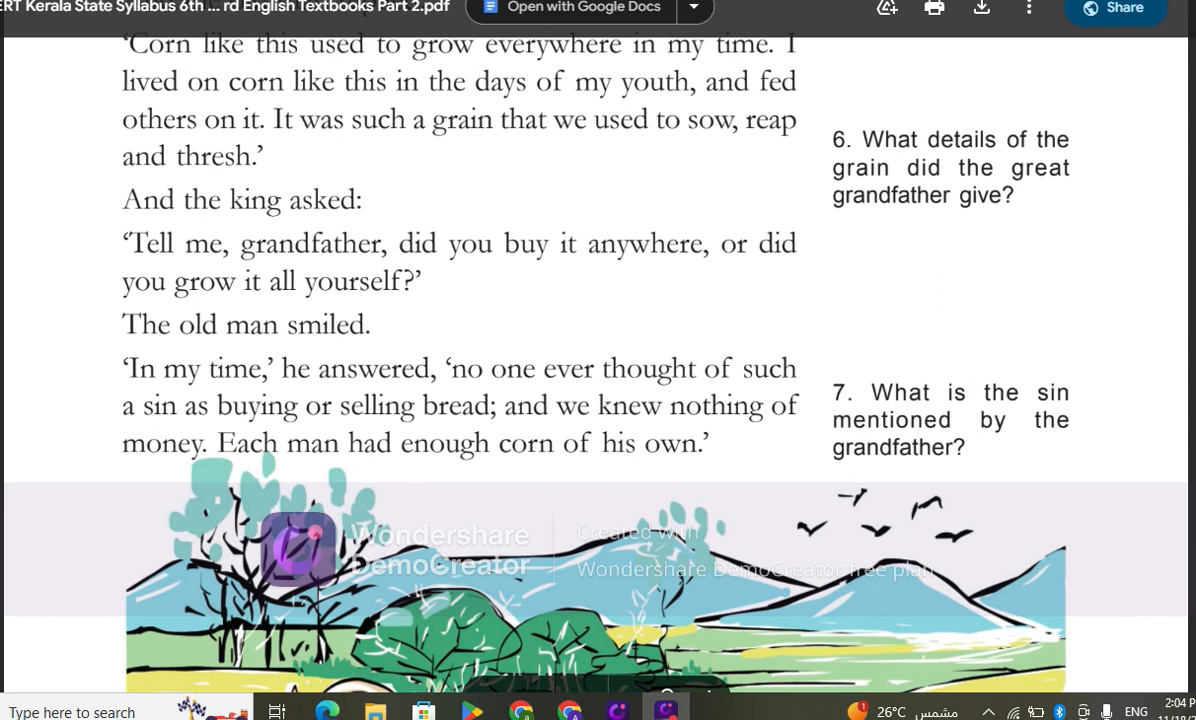 ERT Kerala State Syllabus 6th ... rd English Textbooks Part 2.pdf
Open with Google Docs
Share
‘Corn like this used to grow everywhere in my time. I
lived on corn like this in the days of my youth, and fed
others on it. It was such a grain that we used to sow, reap
and thresh.’
6. What details of the
grain did the great
grandfather give?
And the king asked:
‘Tell me, grandfather, did you buy it anywhere, or did
you grow it all yourself?’
The old man smiled.
‘In my time,’ he answered, ‘no one ever thought of such
a sin as buying or selling bread; and we knew nothing of
money. Each man had enough corn of his own.’
7. What is the sin
mentioned by the
grandfather?
Wondershare
DemoCreator
Created with
Wondershare DemoCreator free plan
Type here to search
1
26°C
مشمس
ENG
2:04 P